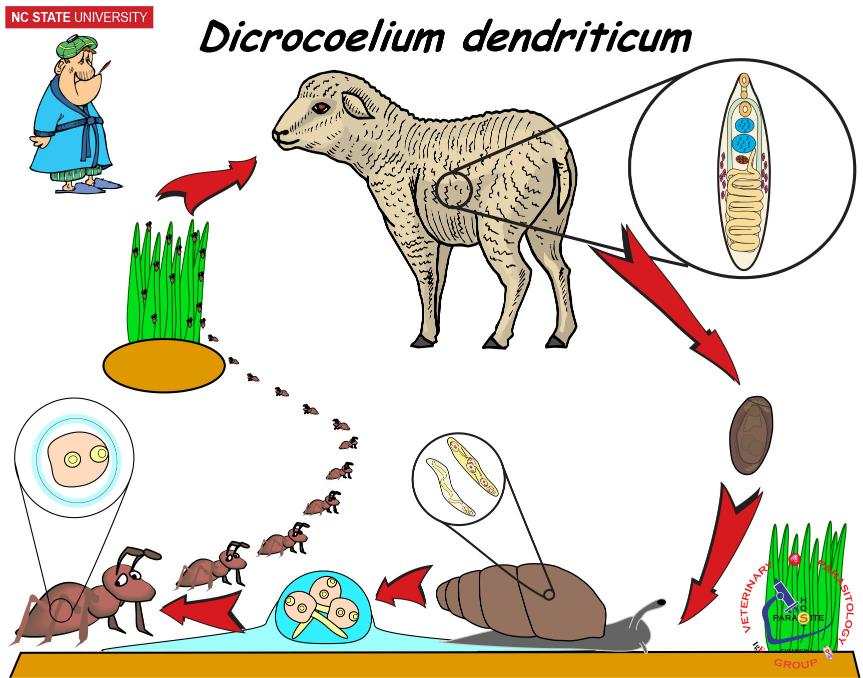 NC STATE UNIVERSITY
Dicrocoelium dendriticum
VETERINARY PARASITOLOGY
PARASITE
GROUP